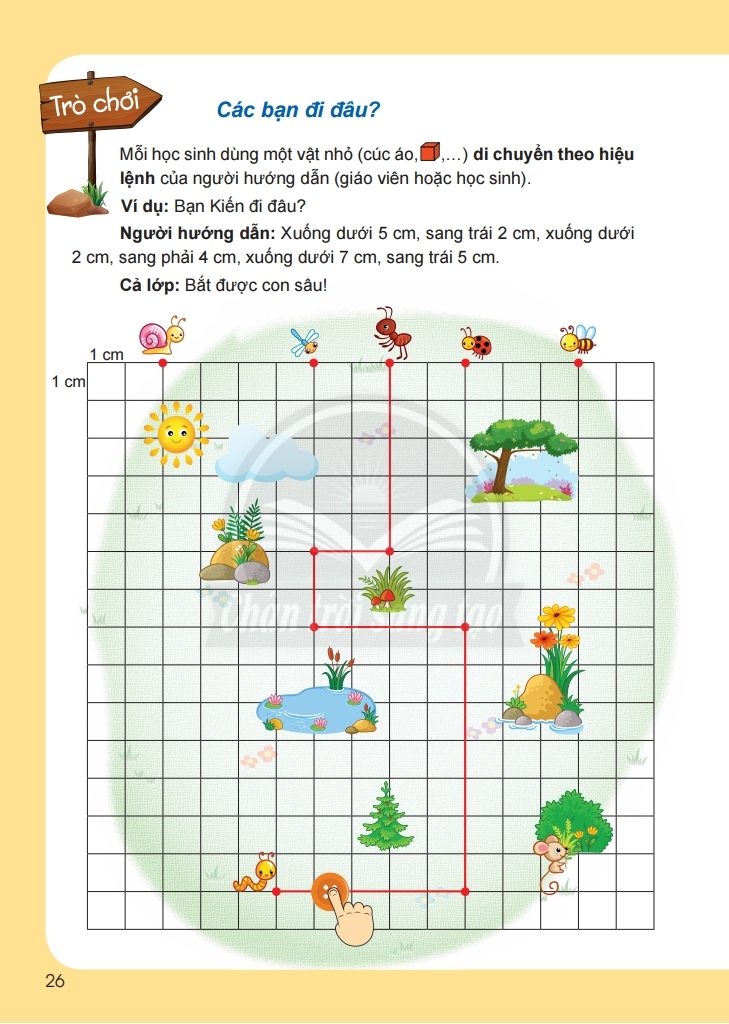 Trò chơi
Các bạn đi đâu?
Mỗi học sinh dùng một vật nhỏ (cúc áo, ,...) di chuyển theo hiệu
lệnh của người hướng dẫn (giáo viên hoặc học sinh).
Ví dụ: Bạn Kiến đi đâu?
Người hướng dẫn: Xuống dưới 5 cm, sang trái 2 cm, xuống dưới
2 cm, sang phải 4 cm, xuống dưới 7 cm, sang trái 5 cm.
Cả lớp: Bắt được con sâu!
1 cm
1 cm
Chân trời sáng tạo
26